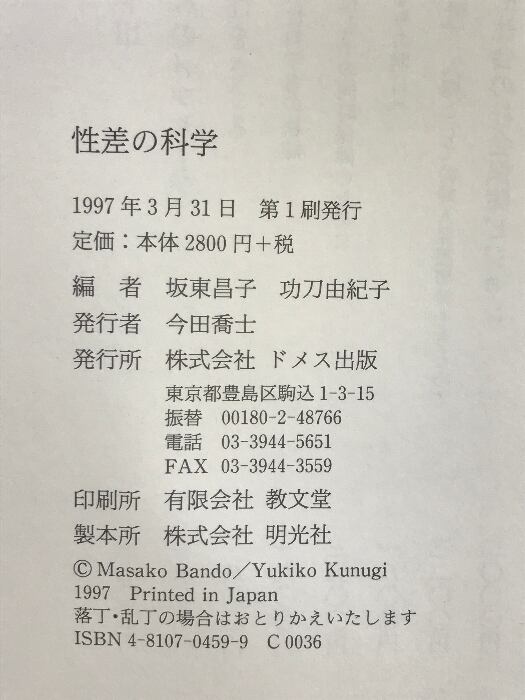 性差の科学
1997年3月31日　第1刷発行
定価：本体2800円＋税
編　者　坂東昌子　功刀由紀子
発行者　今田喬士
発行所　株式会社 ドメス出版
東京都豊島区駒込1-3-15
振替　00180-2-48766
電話　03-3944-5651
FAX　03-3944-3559
印刷所　有限会社 教文堂
製本所　株式会社 明光社
© Masako Bando／Yukiko Kunugi
1997　Printed in Japan
落丁・乱丁の場合はおとりかえいたします
ISBN 4-8107-0459-9　C 0036